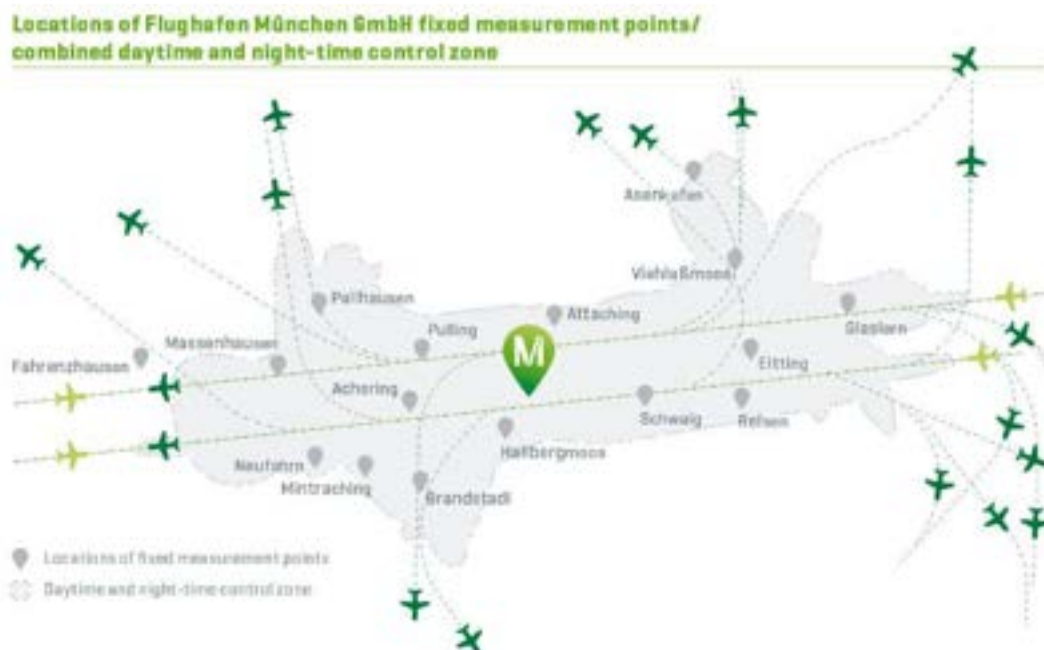 Locations of Flughafen München GmbH fixed measurement points/
combined daytime and night-time control zone
Asenkofen
Viehlaßmoos
Pallhausen
Attaching
Glaslern
Pulling
Massenhausen
Eitting
Fahrenzhausen
Achering
M
Schwaig
Reisen
Hallbergmoos
Neufahrn
Mintraching
Brandstadl
Locations of fixed measurement points
Daytime and night-time control zone